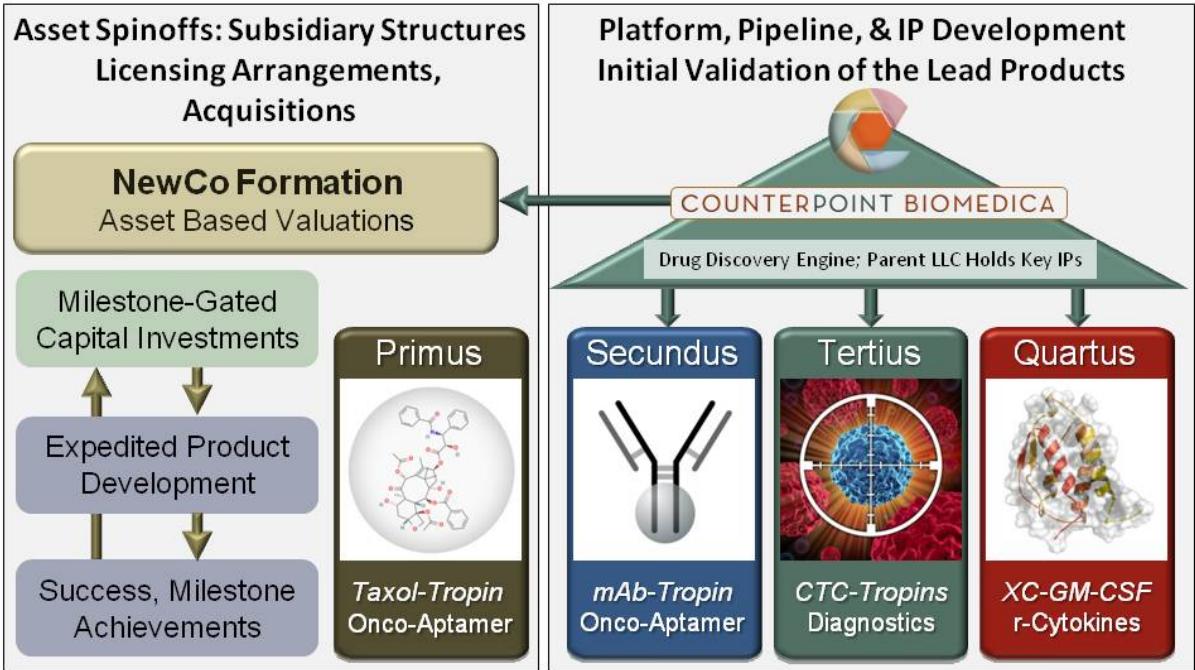 Asset Spinoffs: Subsidiary Structures
Licensing Arrangements,
Acquisitions
NewCo Formation
Asset Based Valuations
Milestone-Gated
Capital Investments
Expedited Product
Development
Success, Milestone
Achievements
Primus
Taxol-Tropin
Onco-Aptamer
Platform, Pipeline, & IP Development
Initial Validation of the Lead Products
COUNTERPOINT BIOMEDICA
Drug Discovery Engine; Parent LLC Holds Key IPs
Secundus
mAb-Tropin
Onco-Aptamer
Tertius
CTC-Tropins
Diagnostics
Quartus
XC-GM-CSF
r-Cytokines